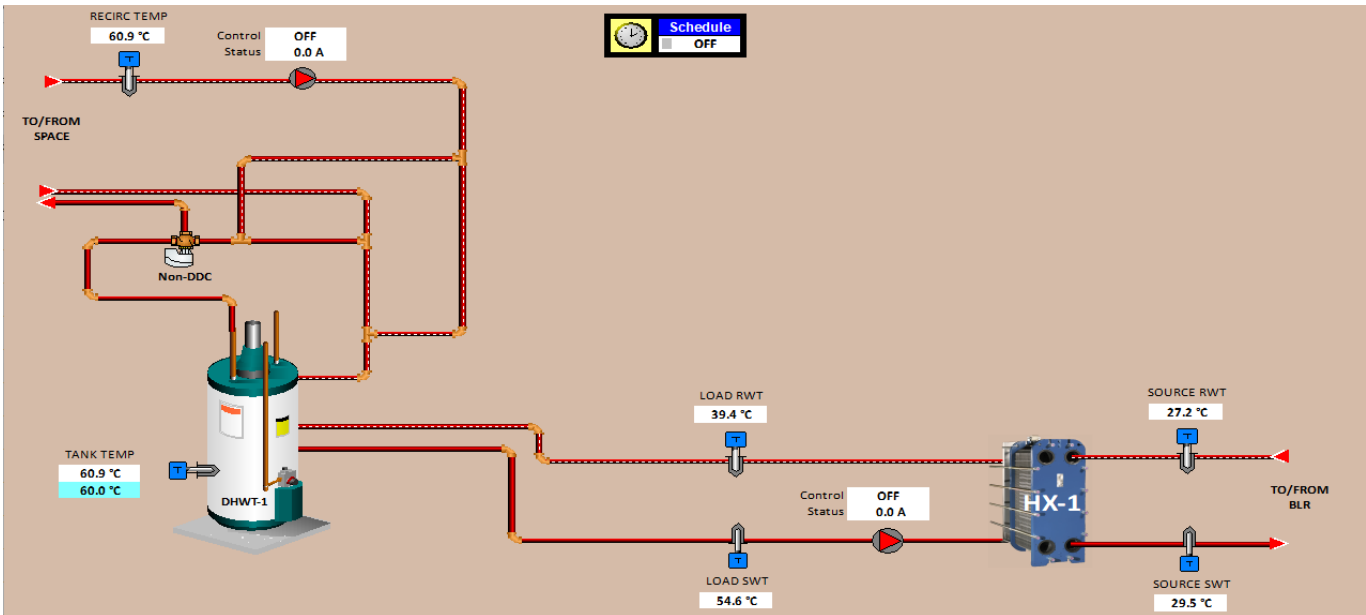 RECIRC TEMP
60.9 °C
Control OFF
Status 0.0 A
Schedule
OFF
T
TO/FROM
SPACE
Non-DDC
TANK TEMP
60.9 °C
60.0 °C
T
DHWT-1
LOAD RWT
39.4 °C
T
SOURCE RWT
27.2 °C
T
Control OFF
Status 0.0 A
HX-1
TO/FROM
BLR
T
LOAD SWT
54.6 °C
T
SOURCE SWT
29.5 °C